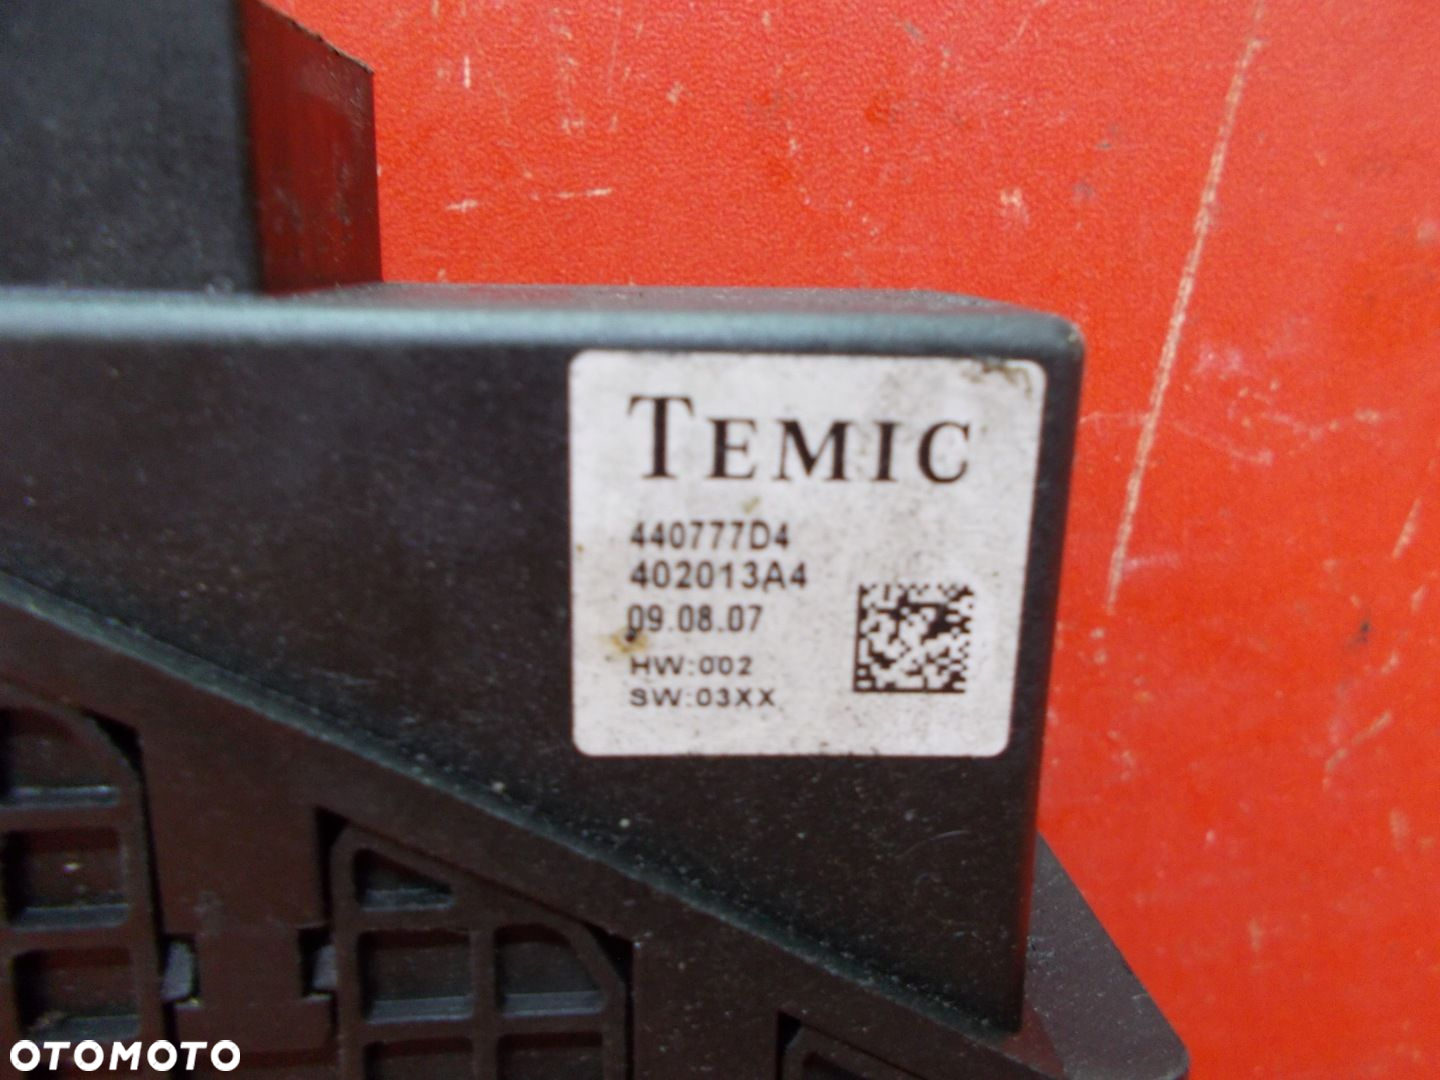 TEMIC
440777D4
402013A4
09.08.07
HW:002
SW:03XX
OTOMOTO